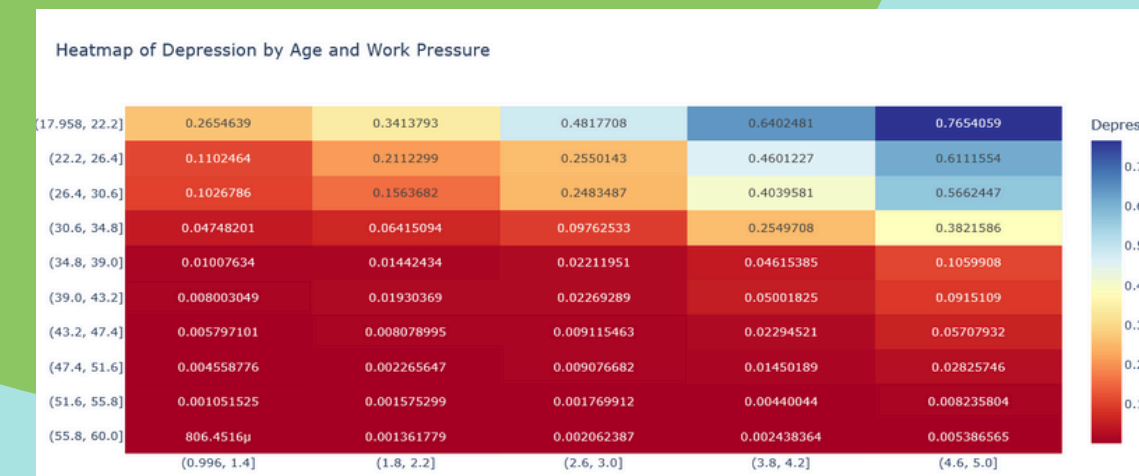 Heatmap of Depression by Age and Work Pressure
(17.958, 22.2] 0.2654639 0.3413793 0.4817708 0.6402481 0.7654059 Depres
(22.2, 26.4] 0.1102464 0.2112299 0.2550143 0.4601227 0.6111554
(26.4, 30.6] 0.1026786 0.1563682 0.2483487 0.4039581 0.5662447
(30.6, 34.8] 0.04748201 0.06415094 0.09762533 0.2549708 0.3821586
(34.8, 39.0] 0.01007634 0.01442434 0.02211951 0.04615385 0.1059908
(39.0, 43.2] 0.008003049 0.01930369 0.02269289 0.05001825 0.0915109
(43.2, 47.4] 0.005797101 0.008078995 0.009115463 0.02294521 0.05707932
(47.4, 51.6] 0.004558776 0.002265647 0.009076682 0.01450189 0.02825746
(51.6, 55.8] 0.001051525 0.001575299 0.001769912 0.00440044 0.008235804
(55.8, 60.0] 806.4516μ 0.001361779 0.002062387 0.002438364 0.005386565
(0.996, 1.4] (1.8, 2.2] (2.6, 3.0] (3.8, 4.2] (4.6, 5.0]